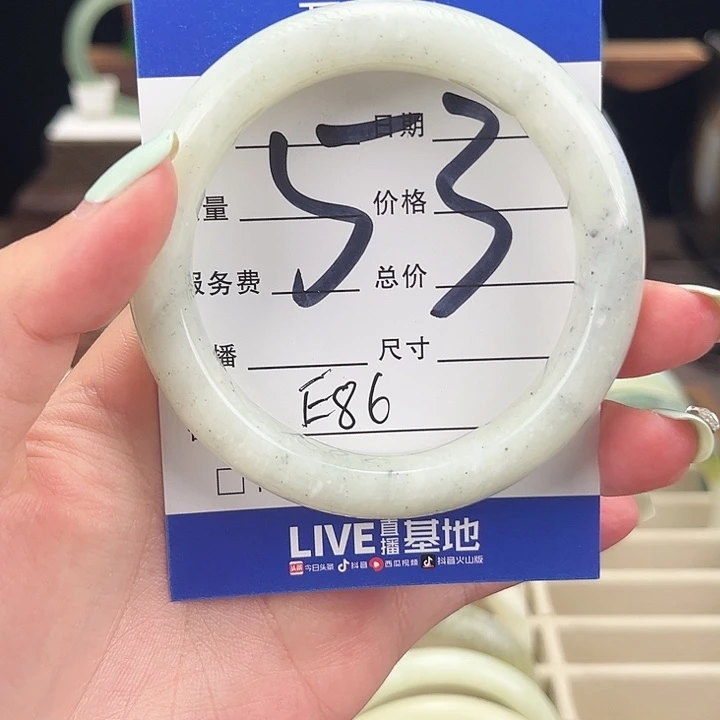 53
日期
量 价格
服务费 总价
播 尺寸
E86
LIVE直播基地
今日头条 抖音 西瓜视频 抖音火山版